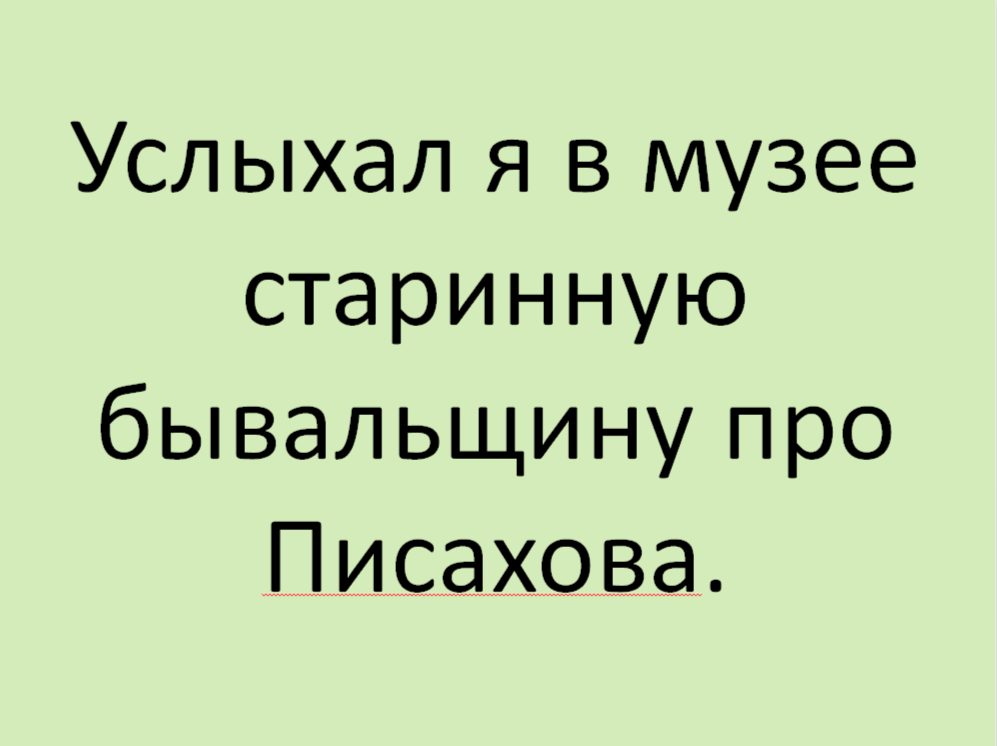 Услыхал я в музее
старинную
бывальщину про
Писахова.